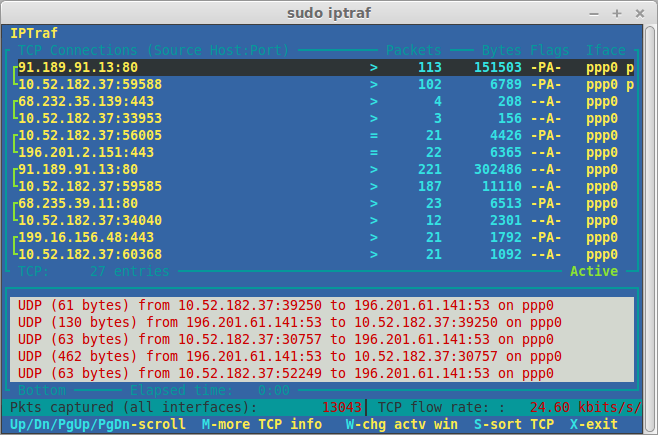 sudo iptraf
IPTraf
TCP Connections (Source Host:Port) Packets Bytes Flags Iface
91.189.91.13:80 > 113 151503 -PA- ppp0 p
10.52.182.37:59588 > 102 6789 -PA- ppp0 p
68.232.35.139:443 > 4 208 --A- ppp0
10.52.182.37:33953 > 3 156 --A- ppp0
10.52.182.37:56005 = 21 4426 -PA- ppp0
196.201.2.151:443 = 22 6365 --A- ppp0
91.189.91.13:80 > 221 302486 --A- ppp0
10.52.182.37:59585 > 187 11110 --A- ppp0
68.235.39.11:80 > 23 6513 -PA- ppp0
10.52.182.37:34040 > 12 2301 --A- ppp0
199.16.156.48:443 > 21 1792 -PA- ppp0
10.52.182.37:60368 > 21 1092 --A- ppp0
TCP: 27 entries Active
UDP (61 bytes) from 10.52.182.37:39250 to 196.201.61.141:53 on ppp0
UDP (130 bytes) from 196.201.61.141:53 to 10.52.182.37:39250 on ppp0
UDP (63 bytes) from 10.52.182.37:30757 to 196.201.61.141:53 on ppp0
UDP (462 bytes) from 196.201.61.141:53 to 10.52.182.37:30757 on ppp0
UDP (63 bytes) from 10.52.182.37:52249 to 196.201.61.141:53 on ppp0
Bottom Elapsed time: 0:00
Pkts captured (all interfaces): 13043 TCP flow rate: : 24.60 kbits/s/
Up/Dn/PgUp/PgDn-scroll M-more TCP info W-chg actv win S-sort TCP X-exit